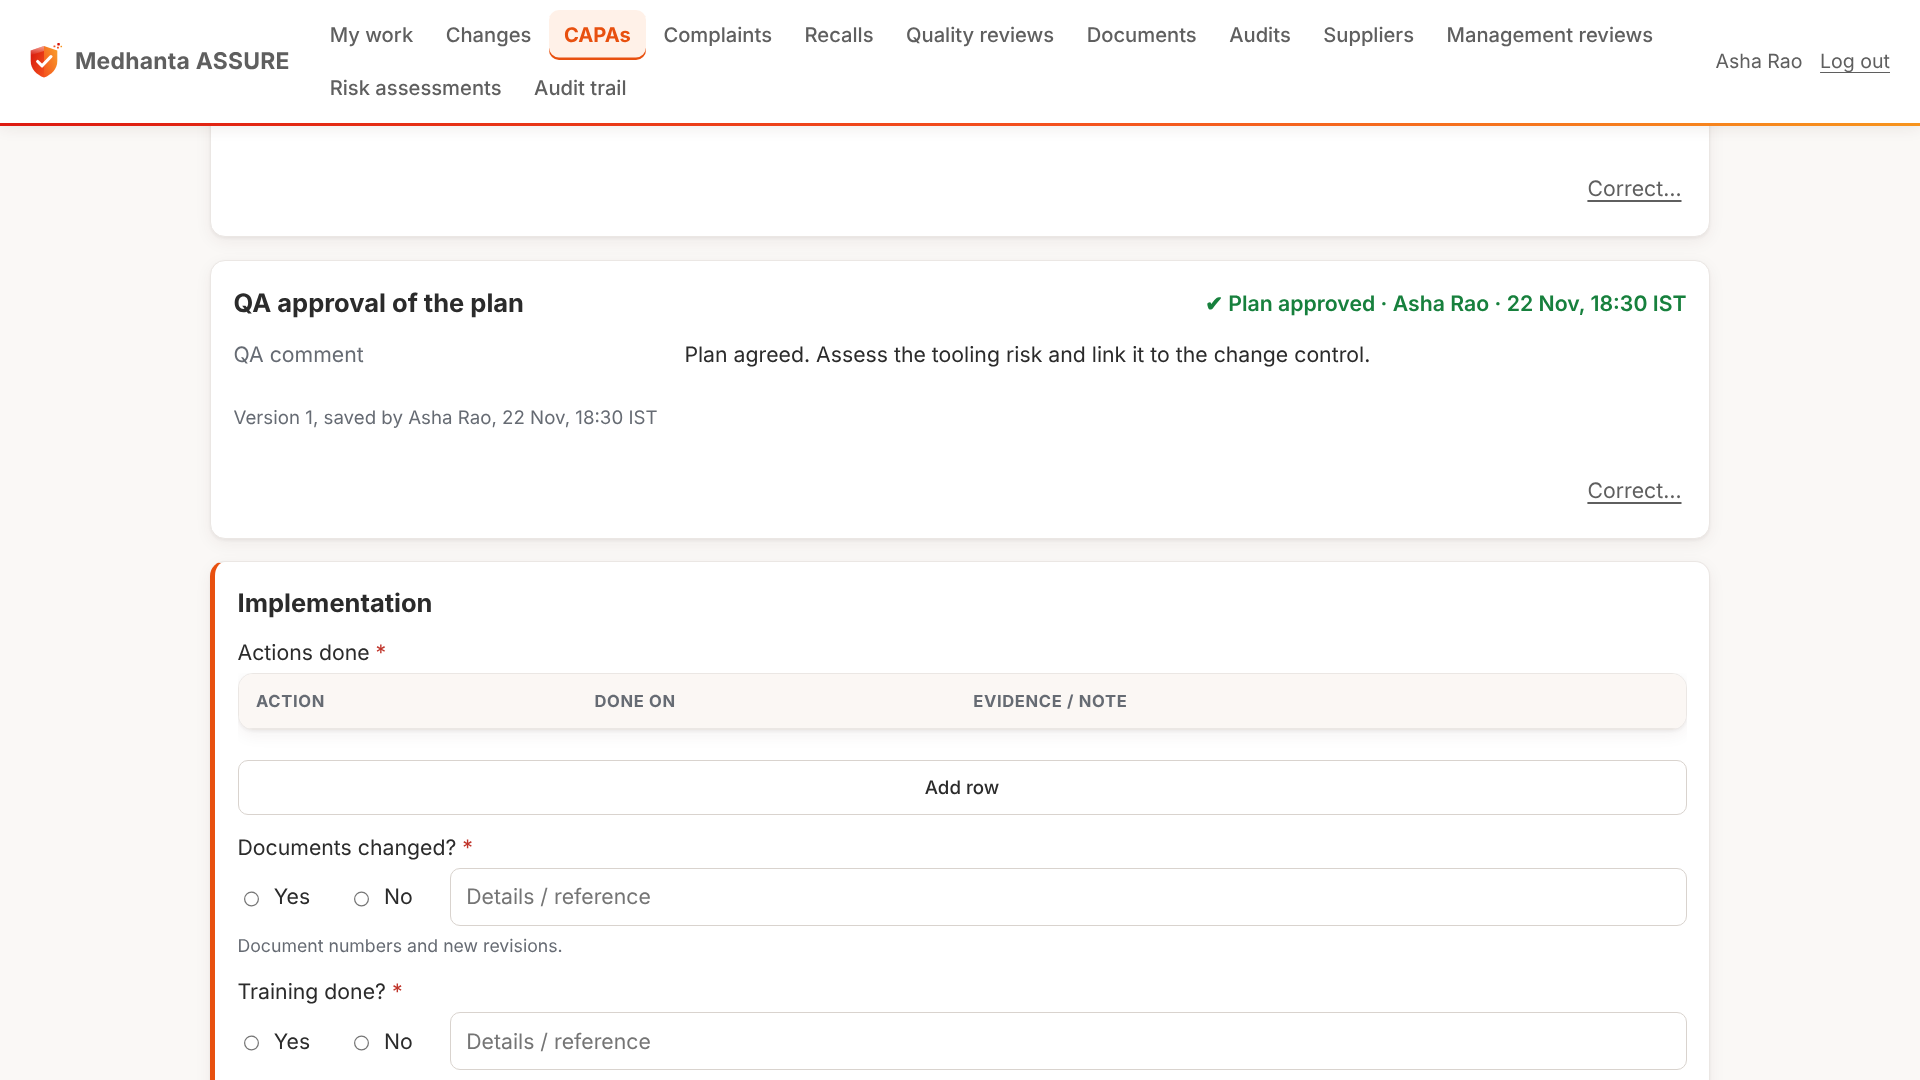 Medhanta ASSURE
My work
Changes
CAPAs
Complaints
Recalls
Quality reviews
Documents
Audits
Suppliers
Management reviews
Risk assessments
Audit trail
Asha Rao
Log out
Correct...
QA approval of the plan
✔ Plan approved · Asha Rao · 22 Nov, 18:30 IST
QA comment
Plan agreed. Assess the tooling risk and link it to the change control.
Version 1, saved by Asha Rao, 22 Nov, 18:30 IST
Correct...
Implementation
Actions done *
ACTION
DONE ON
EVIDENCE / NOTE
Add row
Documents changed? *
Yes
No
Details / reference
Document numbers and new revisions.
Training done? *
Yes
No
Details / reference